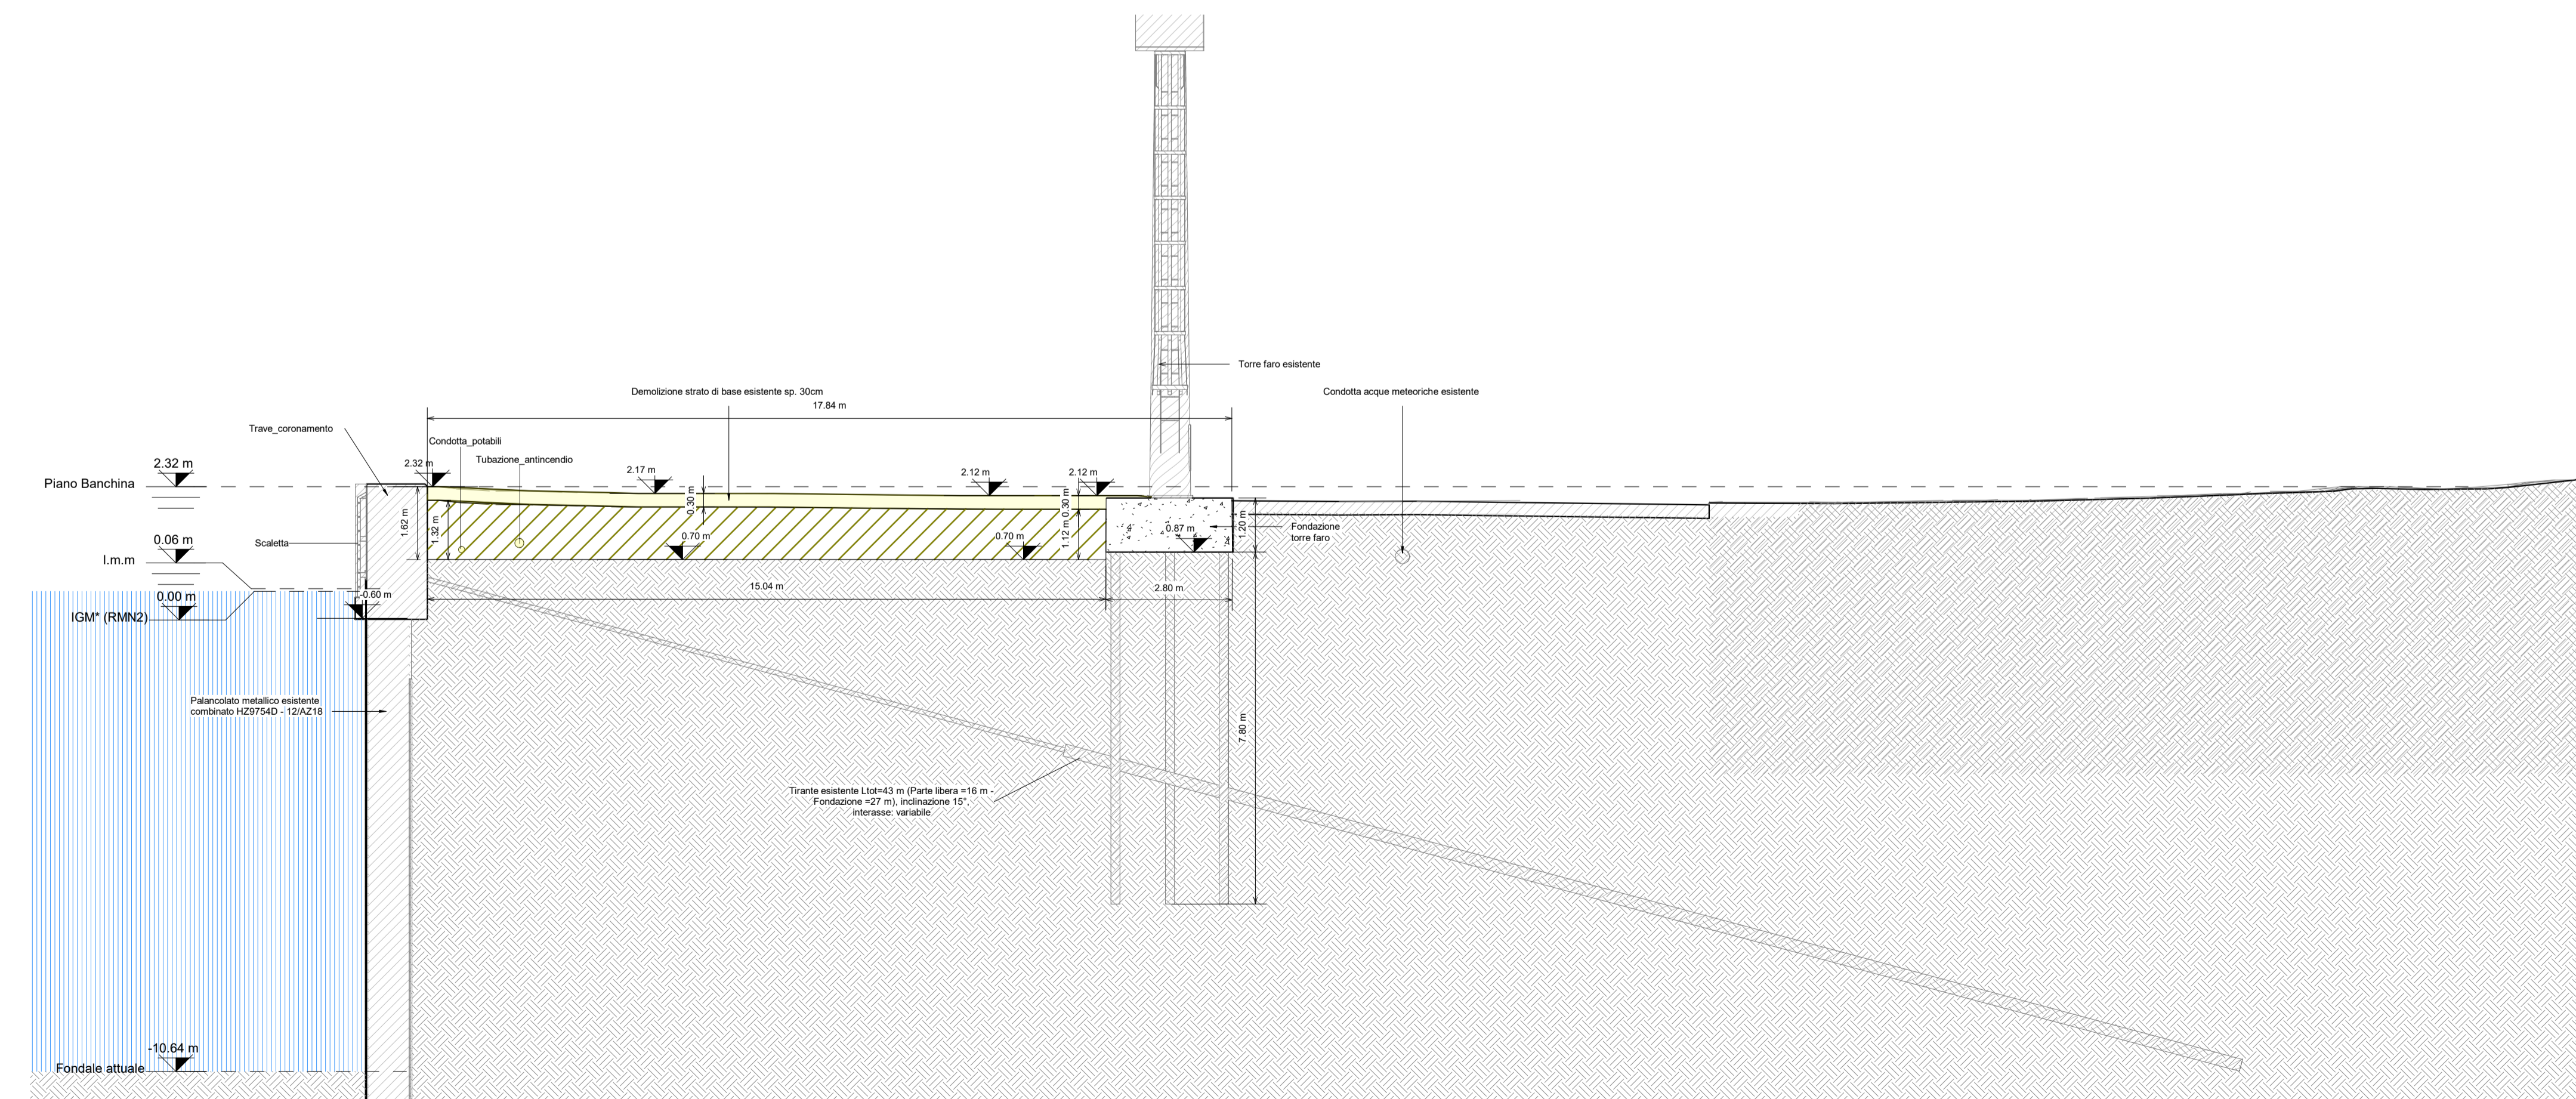 Torre faro esistente
Demolizione strato di base esistente sp. 30cm
Condotta acque meteoriche esistente
17.84 m
Trave_coronamento
Condotta_potabili
Tubazione_antincendio
2.32 m
Piano Banchina
2.32 m
2.17 m
2.12 m
2.12 m
0.30 m
0.30 m
1.62 m
1.32 m
1.12 m
0.87 m
1.20 m
Fondazione
torre faro
0.70 m
0.70 m
Scaletta
0.06 m
l.m.m
15.04 m
2.80 m
0.00 m
-0.60 m
IGM* (RMN2)
Palancolato metallico esistente
combinato HZ9754D - 12/AZ18
7.80 m
Tirante esistente Ltot=43 m (Parte libera =16 m -
Fondazione =27 m), inclinazione 15°,
interasse: variabile
-10.64 m
Fondale attuale